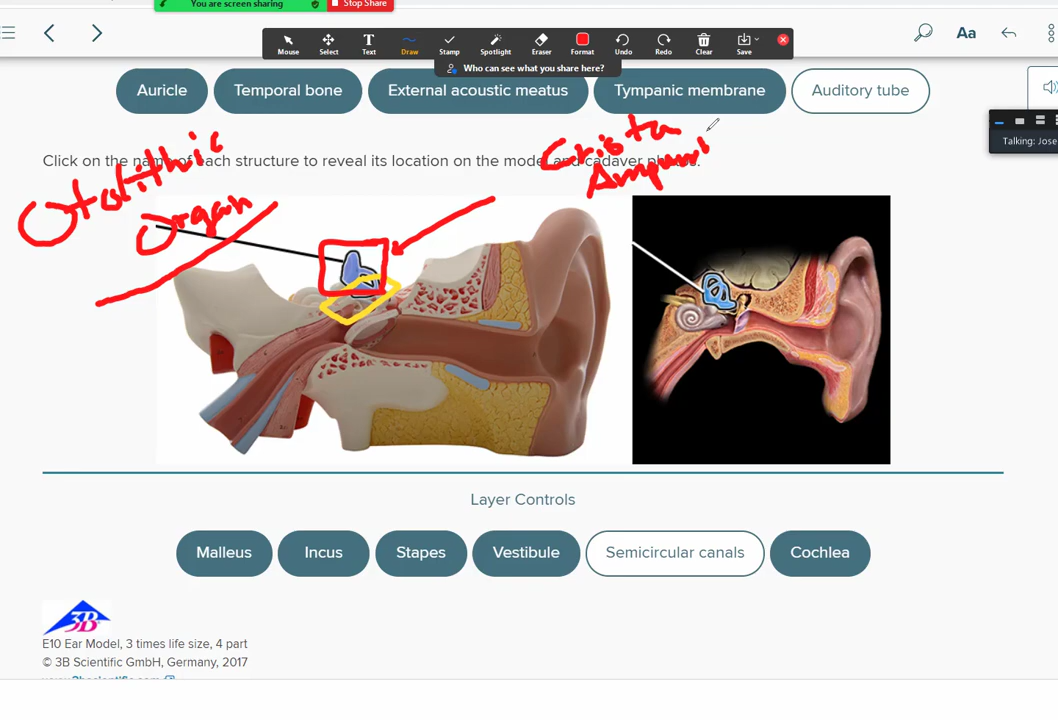 You are screen sharing Stop Share
Mouse Select Text Draw Stamp Spotlight Eraser Format Undo Redo Clear Save
Who can see what you share here?
Aa
Auricle Temporal bone External acoustic meatus Tympanic membrane Auditory tube
Talking: Jose
Click on the name of each structure to reveal its location on the model and cadaver photos.
Otolithic
Organ
Crista
Layer Controls
Malleus Incus Stapes Vestibule Semicircular canals Cochlea
3B
E10 Ear Model, 3 times life size, 4 part
© 3B Scientific GmbH, Germany, 2017